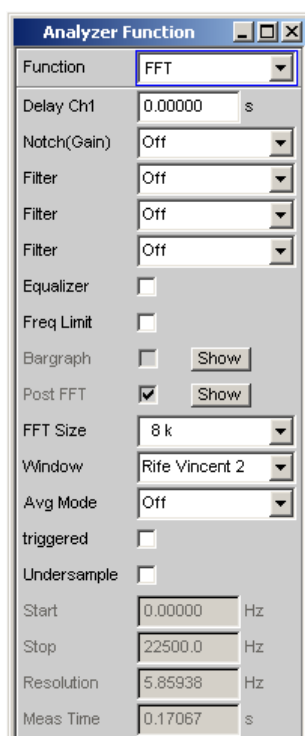 Analyzer Function
Function FFT
Delay Ch1 0.00000 s
Notch(Gain) Off
Filter Off
Filter Off
Filter Off
Equalizer
Freq Limit
Bargraph Show
Post FFT Show
FFT Size 8 k
Window Rife Vincent 2
Avg Mode Off
triggered
Undersample
Start 0.00000 Hz
Stop 22500.0 Hz
Resolution 5.85938 Hz
Meas Time 0.17067 s